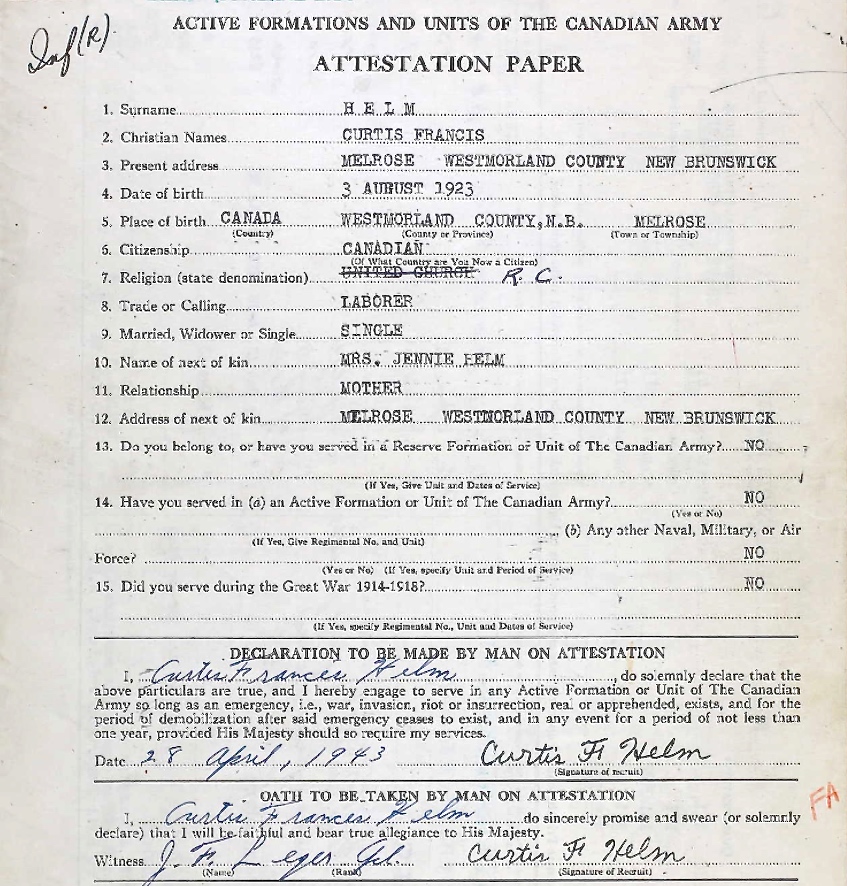 Inf(R).
ACTIVE FORMATIONS AND UNITS OF THE CANADIAN ARMY
ATTESTATION PAPER
1. Surname HELM
2. Christian Names CURTIS FRANCIS
3. Present address MELROSE WESTMORLAND COUNTY NEW BRUNSWICK
4. Date of birth 3 AUGUST 1923
5. Place of birth CANADA WESTMORLAND COUNTY, N.B. MELROSE
(Country) (County or Province) (Town or Township)
6. Citizenship CANADIAN
(Of What Country are You Now a Citizen)
7. Religion (state denomination) UNITED CHURCH R. C.
8. Trade or Calling LABORER
9. Married, Widower or Single SINGLE
10. Name of next of kin MRS. JENNIE HELM
11. Relationship MOTHER
12. Address of next of kin MELROSE WESTMORLAND COUNTY NEW BRUNSWICK
13. Do you belong to, or have you served in a Reserve Formation or Unit of The Canadian Army? NO
(If Yes, Give Unit and Dates of Service)
14. Have you served in (a) an Active Formation or Unit of The Canadian Army? NO
(Yes or No)
(b) Any other Naval, Military, or Air
(If Yes, Give Regimental No. and Unit)
Force? NO
(Yes or No) (If Yes, specify Unit and Period of Service)
15. Did you serve during the Great War 1914-1918? NO
(If Yes, specify Regimental No., Unit and Dates of Service)
DECLARATION TO BE MADE BY MAN ON ATTESTATION
I, Curtis Francis Helm, do solemnly declare that the
above particulars are true, and I hereby engage to serve in any Active Formation or Unit of The Canadian
Army so long as an emergency, i.e., war, invasion, riot or insurrection, real or apprehended, exists, and for the
period of demobilization after said emergency ceases to exist, and in any event for a period of not less than
one year, provided His Majesty should so require my services.
Date 28 April, 1943 Curtis F Helm
(Signature of recruit)
OATH TO BE TAKEN BY MAN ON ATTESTATION
FA
I, Curtis Francis Helm do sincerely promise and swear (or solemnly
declare) that I will be faithful and bear true allegiance to His Majesty.
Witness J. F. Leger Curtis F Helm
(Name) (Rank) (Signature of Recruit)